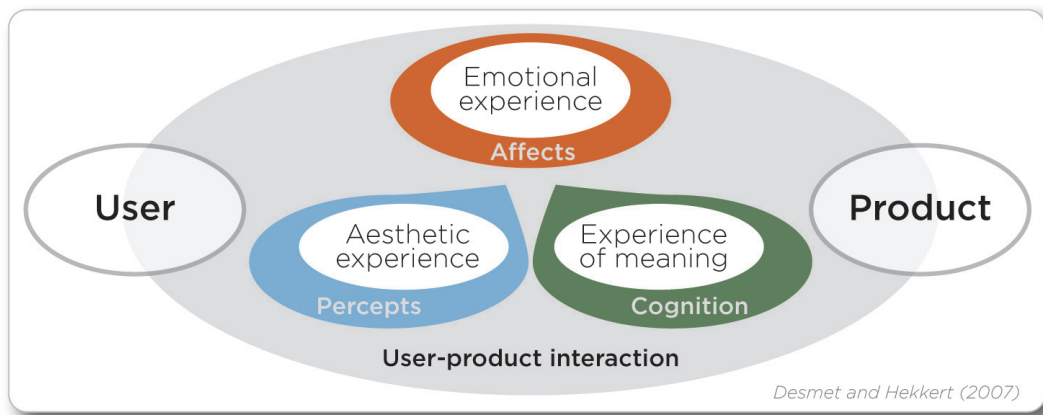 Emotional
experience
Affects
User
Product
Aesthetic
experience
Percepts
Experience
of meaning
Cognition
User-product interaction
Desmet and Hekkert (2007)